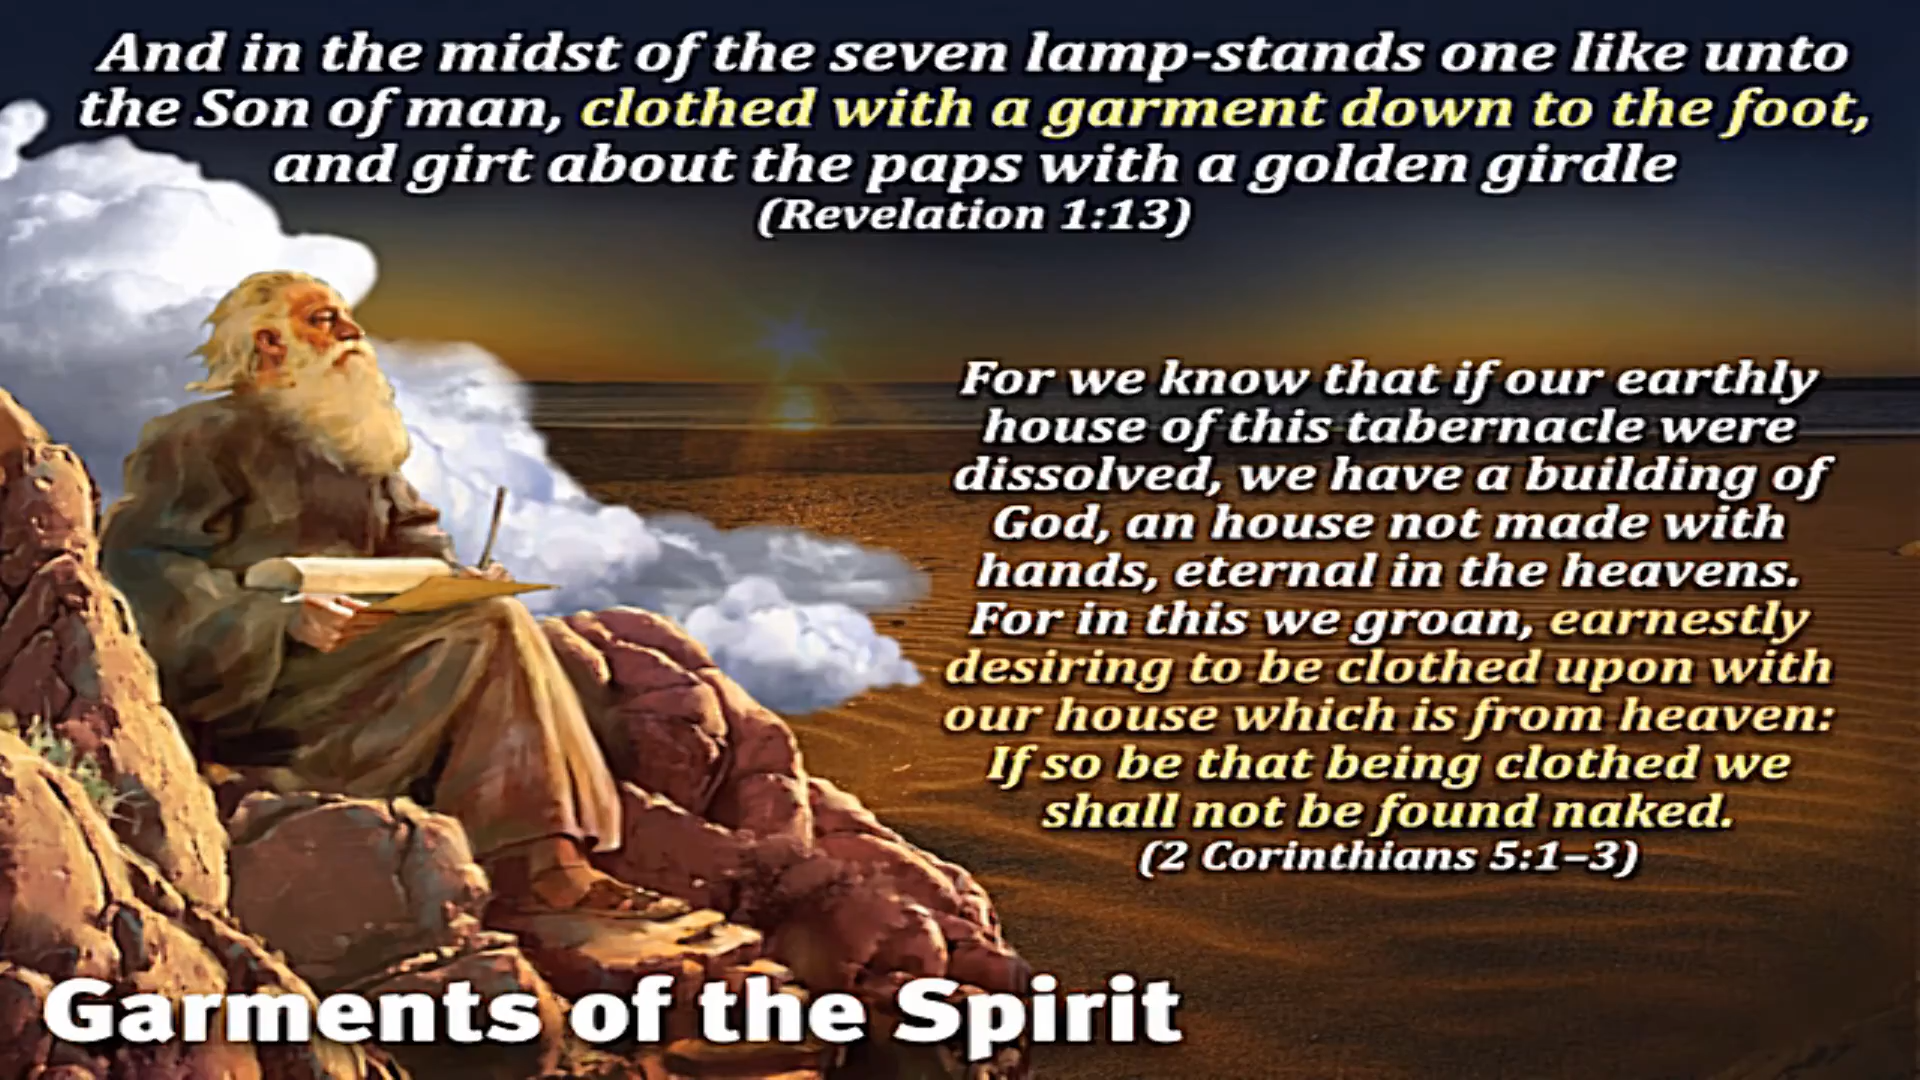 And in the midst of the seven lamp-stands one like unto
the Son of man, clothed with a garment down to the foot,
and girt about the paps with a golden girdle
(Revelation 1:13)
For we know that if our earthly
house of this tabernacle were
dissolved, we have a building of
God, an house not made with
hands, eternal in the heavens.
For in this we groan, earnestly
desiring to be clothed upon with
our house which is from heaven:
If so be that being clothed we
shall not be found naked.
(2 Corinthians 5:1–3)
Garments of the Spirit